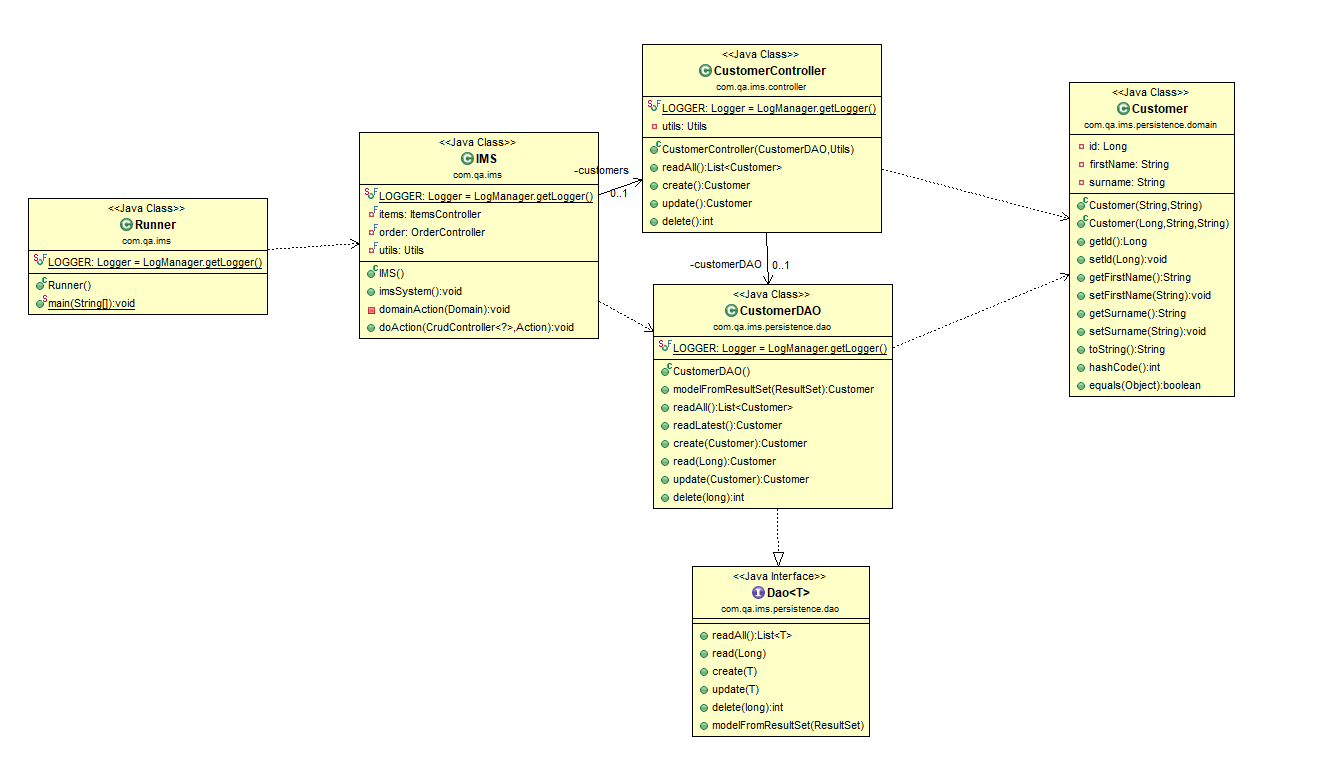 <<Java Class>>
Runner
com.qa.ims
LOGGER: Logger = LogManager.getLogger()
Runner()
main(String[]):void
<<Java Class>>
IMS
com.qa.ims
LOGGER: Logger = LogManager.getLogger()
items: ItemsController
order: OrderController
utils: Utils
IMS()
imsSystem():void
domainAction(Domain):void
doAction(CrudController<?>,Action):void
-customers
0..1
<<Java Class>>
CustomerController
com.qa.ims.controller
LOGGER: Logger = LogManager.getLogger()
utils: Utils
CustomerController(CustomerDAO,Utils)
readAll():List<Customer>
create():Customer
update():Customer
delete():int
-customerDAO
0..1
<<Java Class>>
CustomerDAO
com.qa.ims.persistence.dao
LOGGER: Logger = LogManager.getLogger()
CustomerDAO()
modelFromResultSet(ResultSet):Customer
readAll():List<Customer>
readLatest():Customer
create(Customer):Customer
read(Long):Customer
update(Customer):Customer
delete(long):int
<<Java Interface>>
Dao<T>
com.qa.ims.persistence.dao
readAll():List<T>
read(Long)
create(T)
update(T)
delete(long):int
modelFromResultSet(ResultSet)
<<Java Class>>
Customer
com.qa.ims.persistence.domain
id: Long
firstName: String
surname: String
Customer(String,String)
Customer(Long,String,String)
getId():Long
setId(Long):void
getFirstName():String
setFirstName(String):void
getSurname():String
setSurname(String):void
toString():String
hashCode():int
equals(Object):boolean